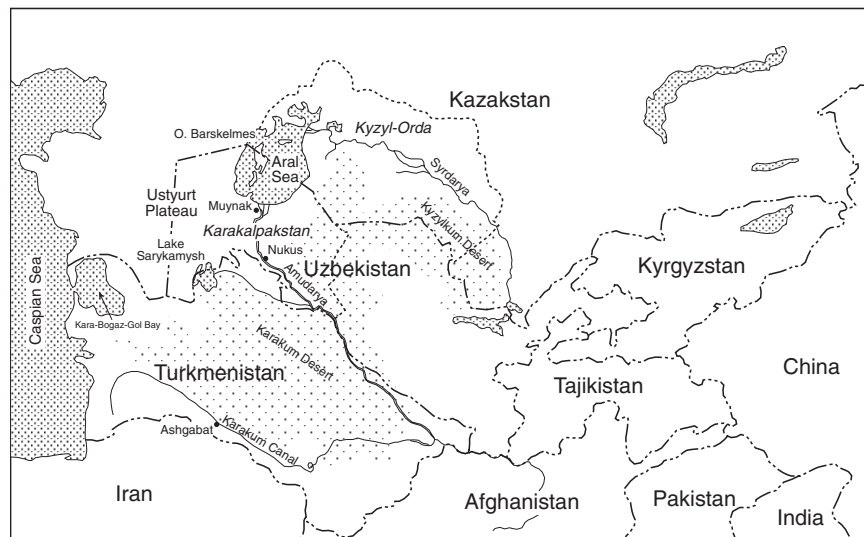 Kazakstan
O. Barskelmes
Kyzyl-Orda
Aral
Sea
Syrdarya
Ustyurt
Plateau
Muynak
Kyzylkum Desert
Karakalpakstan
Lake
Sarykamysh
Nukus
Uzbekistan
Amudarya
Kyrgyzstan
Caspian Sea
Kara-Bogaz-Gol Bay
Karakum Desert
Turkmenistan
China
Tajikistan
Ashgabat
Karakum Canal
Iran
Afghanistan
Pakistan
India